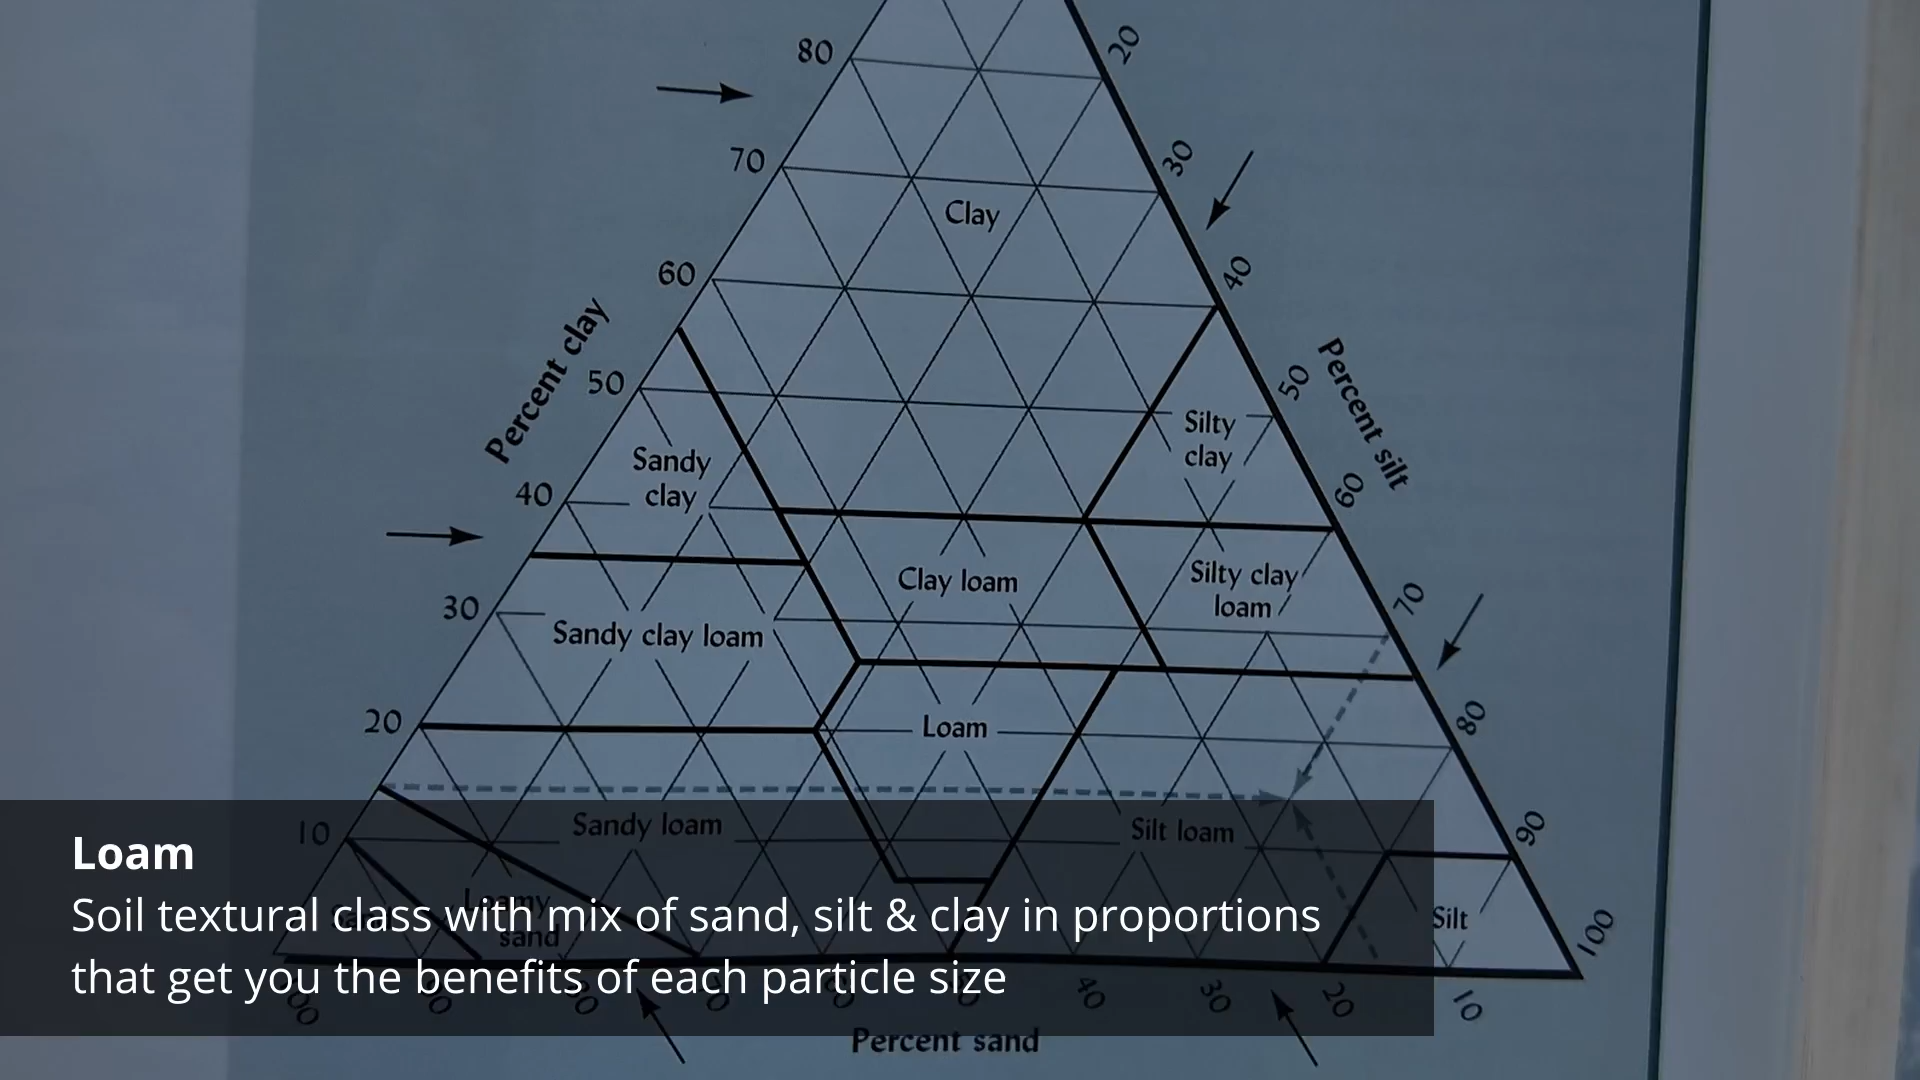 80
20
70
30
Clay
60
40
Percent clay
50
50
Percent silt
Silty
clay
Sandy
clay
40
60
Clay loam
Silty clay
loam
70
30
Sandy clay loam
20
Loam
80
10
Sandy loam
Silt loam
90
Loam
Soil textural class with mix of sand, silt & clay in proportions
that get you the benefits of each particle size
Loamy
sand
Silt
100
40
30
20
10
Percent sand